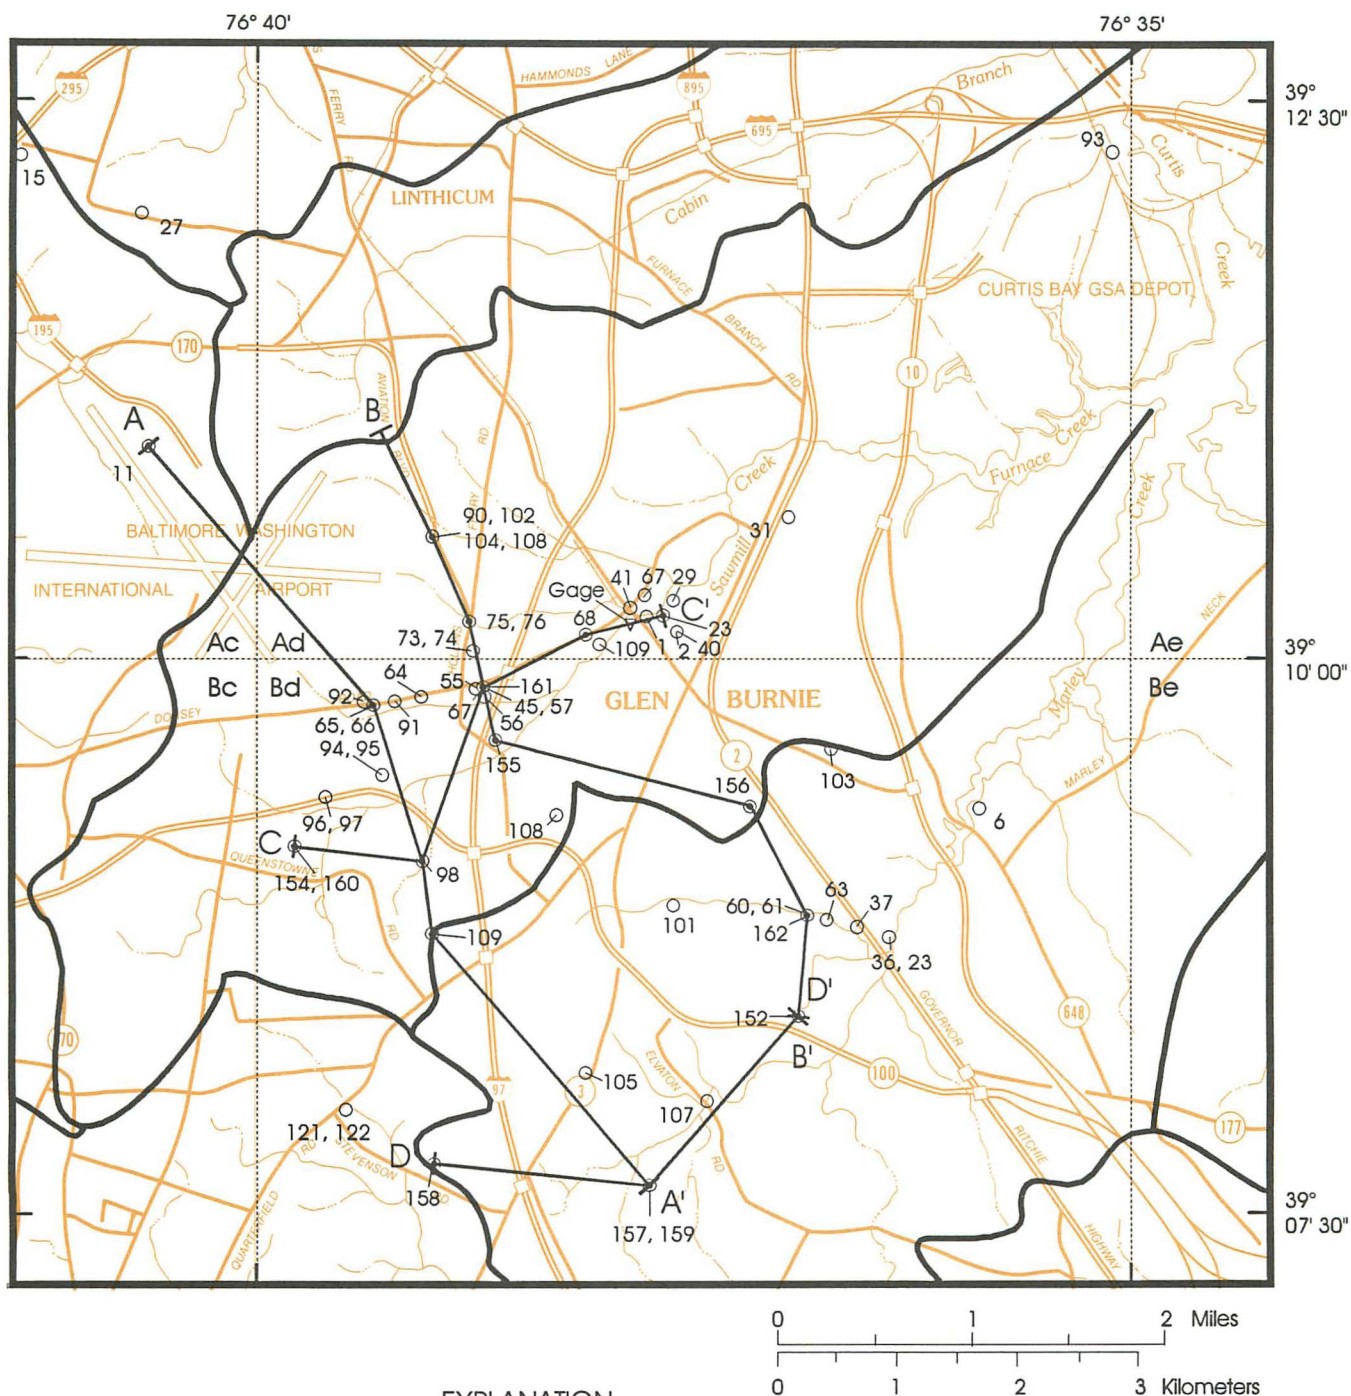 76° 40'
76° 35'
39°
12' 30"
295
HAMMONDS LANE
895
Branch
695
FERRY
RD
93
Curtis
15
27
LINTHICUM
Cabin
Creek
FURNACE
CURTIS BAY GSA DEPOT
195
170
BRANCH
RD
10
AVIATION
BLVD
A
B
RD
Creek
Furnace
11
Creek
Creek
FERRY
90, 102
104, 108
31
BALTIMORE WASHINGTON
INTERNATIONAL AIRPORT
Sawmill
41
67
29
Gage
C'
NECK
75, 76
68
23
73, 74
109
1
2
40
Ac
Ad
Ae
39°
10' 00"
Bc
Bd
Be
64
55
161
92
67
45, 57
GLEN BURNIE
Marley
DORSEY
65, 66
91
56
94, 95
155
2
103
MARLEY
156
96, 97
108
6
C
QUEENSTOWNE
154, 160
98
63
60, 61
37
101
162
RD
109
36, 23
D'
GOVERNOR
152
648
B'
70
ELVATON
100
105
97
3
107
121, 122
177
RD
STEVENSON
D
RITCHIE
RD
RD
158
A'
157, 159
39°
07' 30"
QUARTERFIELD
HIGHWAY
0 1 2 Miles
0 1 2 3 Kilometers